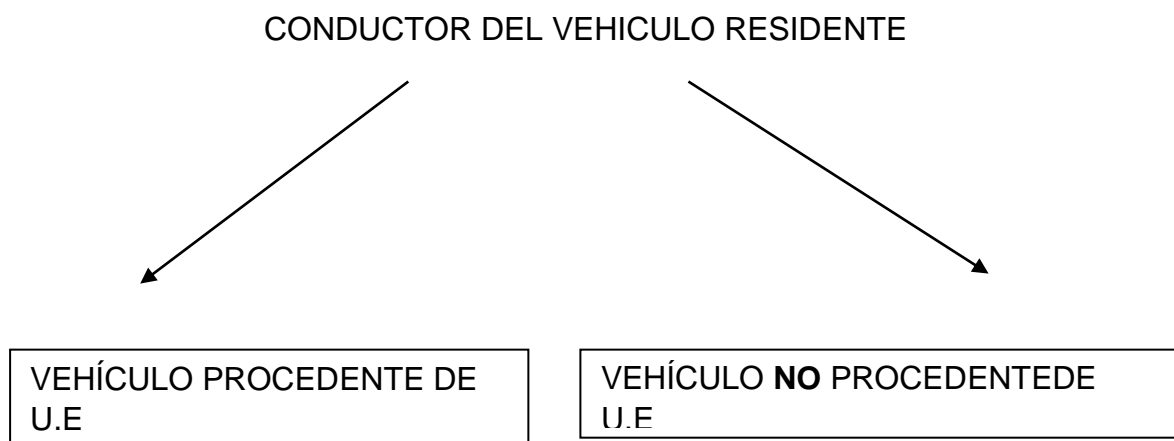 CONDUCTOR DEL VEHICULO RESIDENTE
VEHÍCULO PROCEDENTE DE
U.E
VEHÍCULO NO PROCEDENTEDE
U.E